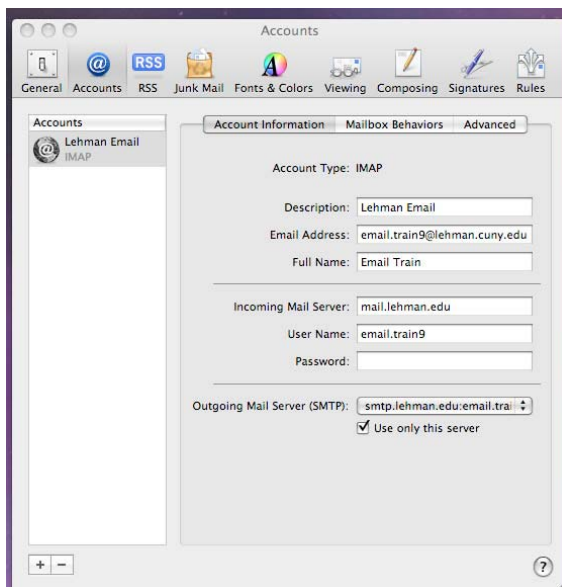 Accounts
General Accounts RSS Junk Mail Fonts & Colors Viewing Composing Signatures Rules
RSS
Accounts
Lehman Email
IMAP
Account Information Mailbox Behaviors Advanced
Account Type: IMAP
Description: Lehman Email
Email Address: email.train9@lehman.cuny.edu
Full Name: Email Train
Incoming Mail Server: mail.lehman.edu
User Name: email.train9
Password:
Outgoing Mail Server (SMTP): smtp.lehman.edu:email.trai
Use only this server
+ − ?